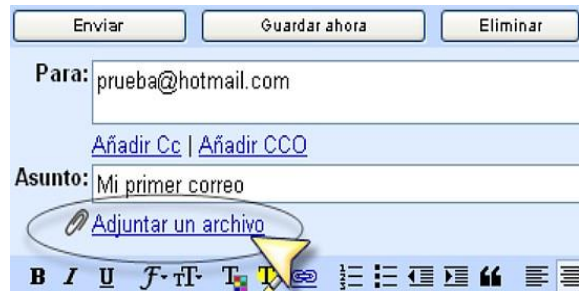 Enviar Guardar ahora Eliminar
Para: prueba@hotmail.com
Añadir Cc | Añadir CCO
Asunto: Mi primer correo
Adjuntar un archivo
B I U F TT T T